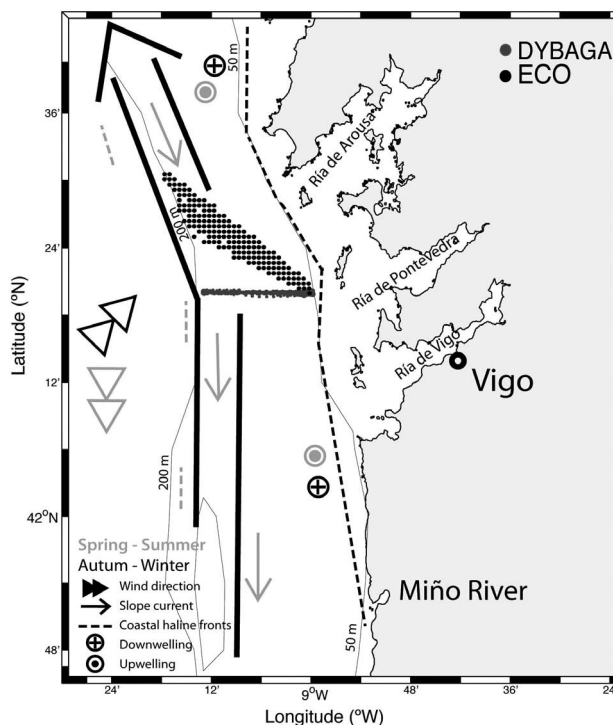 DYBAGA
ECO
50 m
36'
Ría de Arousa
200 m
24'
Ría de Pontevedra
Latitude (ºN)
Ría de Vigo
12'
Vigo
200 m
42ºN
Spring - Summer
Autum - Winter
Wind direction
Slope current
Coastal haline fronts
Downwelling
Upwelling
Miño River
50 m
48'
24' 12' 9ºW 48' 36' 24'
Longitude (ºW)